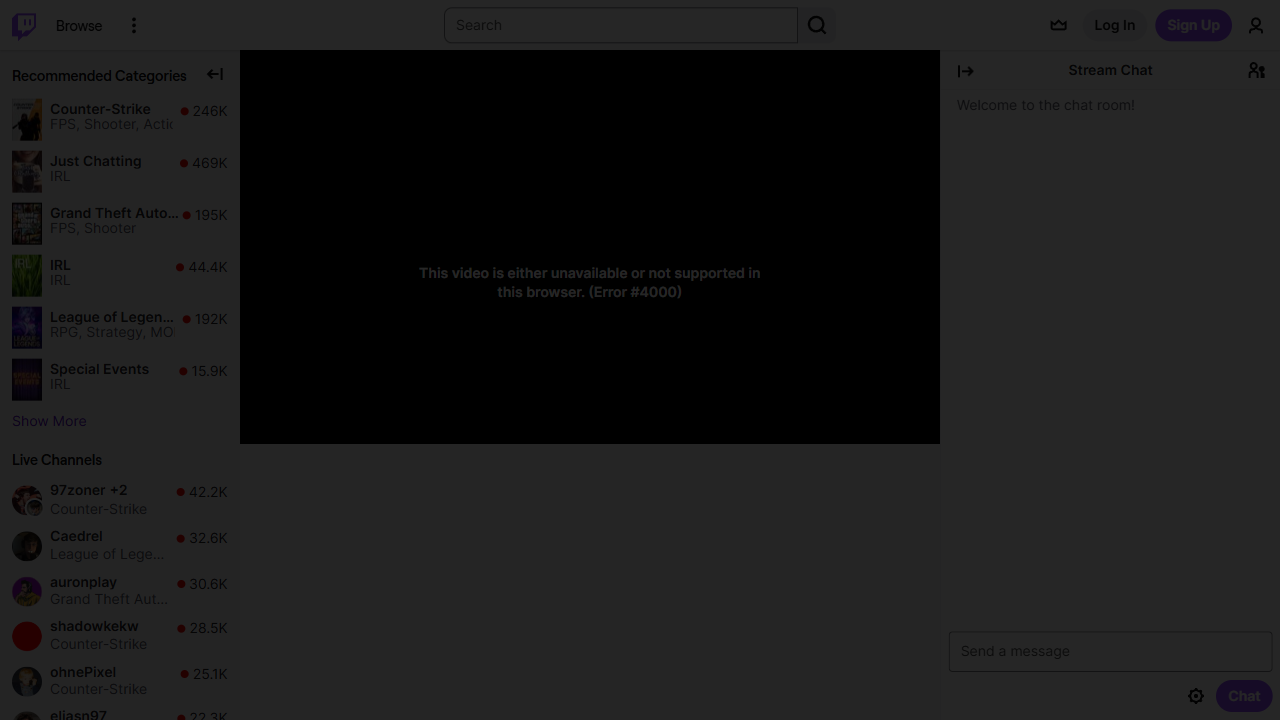 Browse
Search
Log In
Sign Up
Recommended Categories
Counter-Strike
246K
FPS, Shooter, Actic
Just Chatting
469K
IRL
Grand Theft Auto...
195K
FPS, Shooter
IRL
44.4K
IRL
League of Legen...
192K
RPG, Strategy, MO
Special Events
15.9K
IRL
Show More
Live Channels
97zoner +2
42.2K
Counter-Strike
Caedrel
32.6K
League of Lege...
auronplay
30.6K
Grand Theft Aut...
shadowkekw
28.5K
Counter-Strike
ohnePixel
25.1K
Counter-Strike
eliasn97
22.3K
This video is either unavailable or not supported in
this browser. (Error #4000)
Stream Chat
Welcome to the chat room!
Send a message
Chat